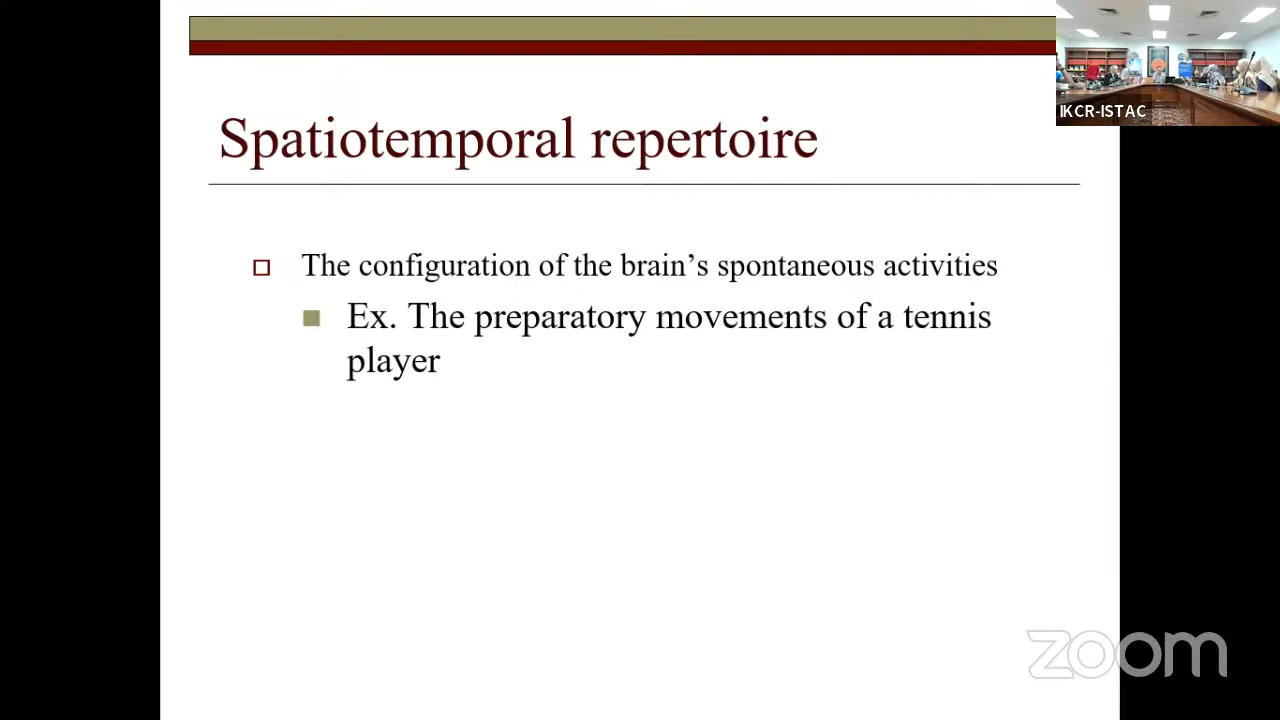 Spatiotemporal repertoire
The configuration of the brain’s spontaneous activities
Ex. The preparatory movements of a tennis
player
IKCR-ISTAC
zoom